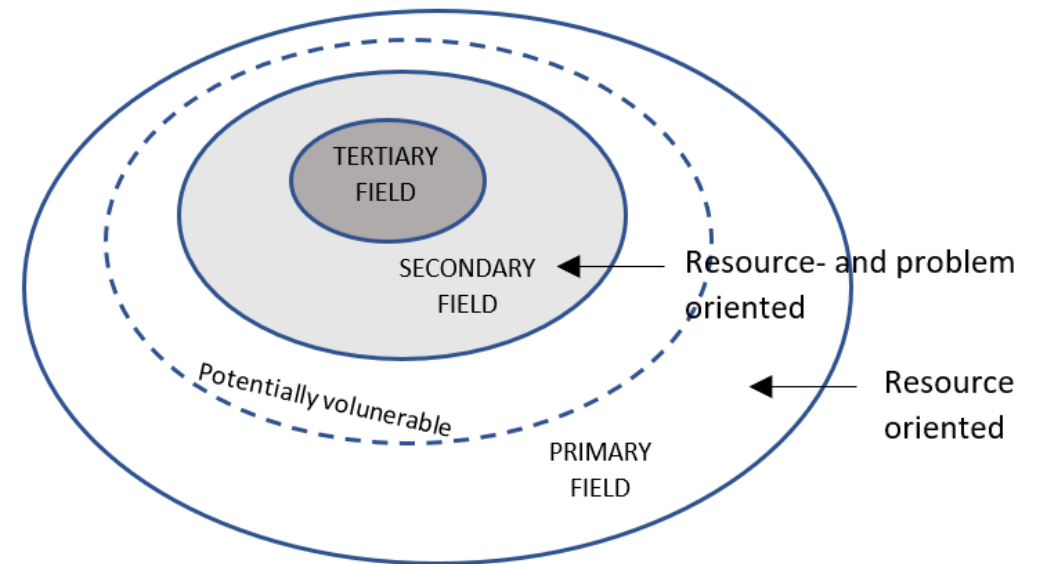 TERTIARY
FIELD
SECONDARY
FIELD
Resource- and problem
oriented
Potentially volunerable
Resource
oriented
PRIMARY
FIELD